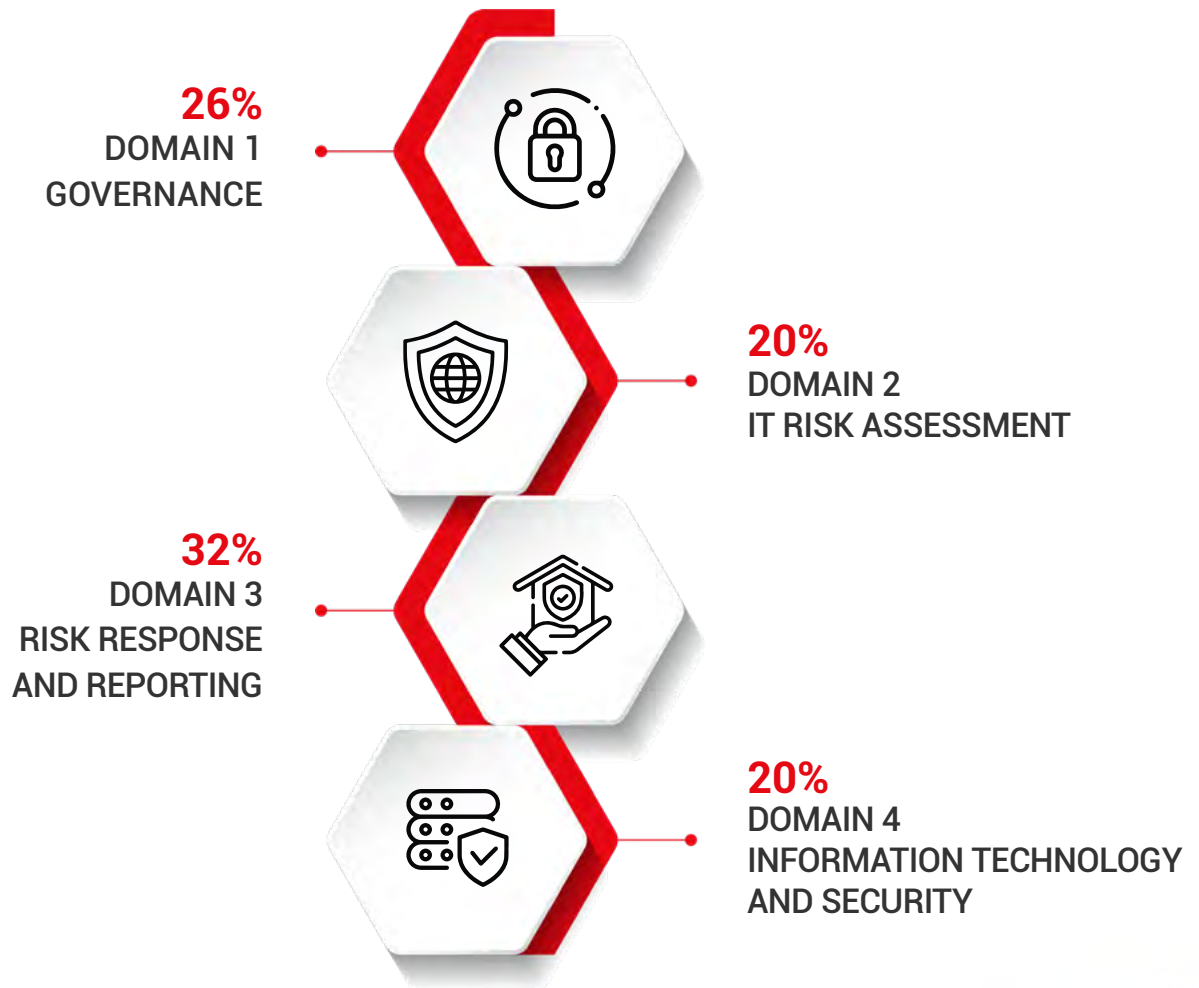 26%
DOMAIN 1
GOVERNANCE
20%
DOMAIN 2
IT RISK ASSESSMENT
32%
DOMAIN 3
RISK RESPONSE
AND REPORTING
20%
DOMAIN 4
INFORMATION TECHNOLOGY
AND SECURITY